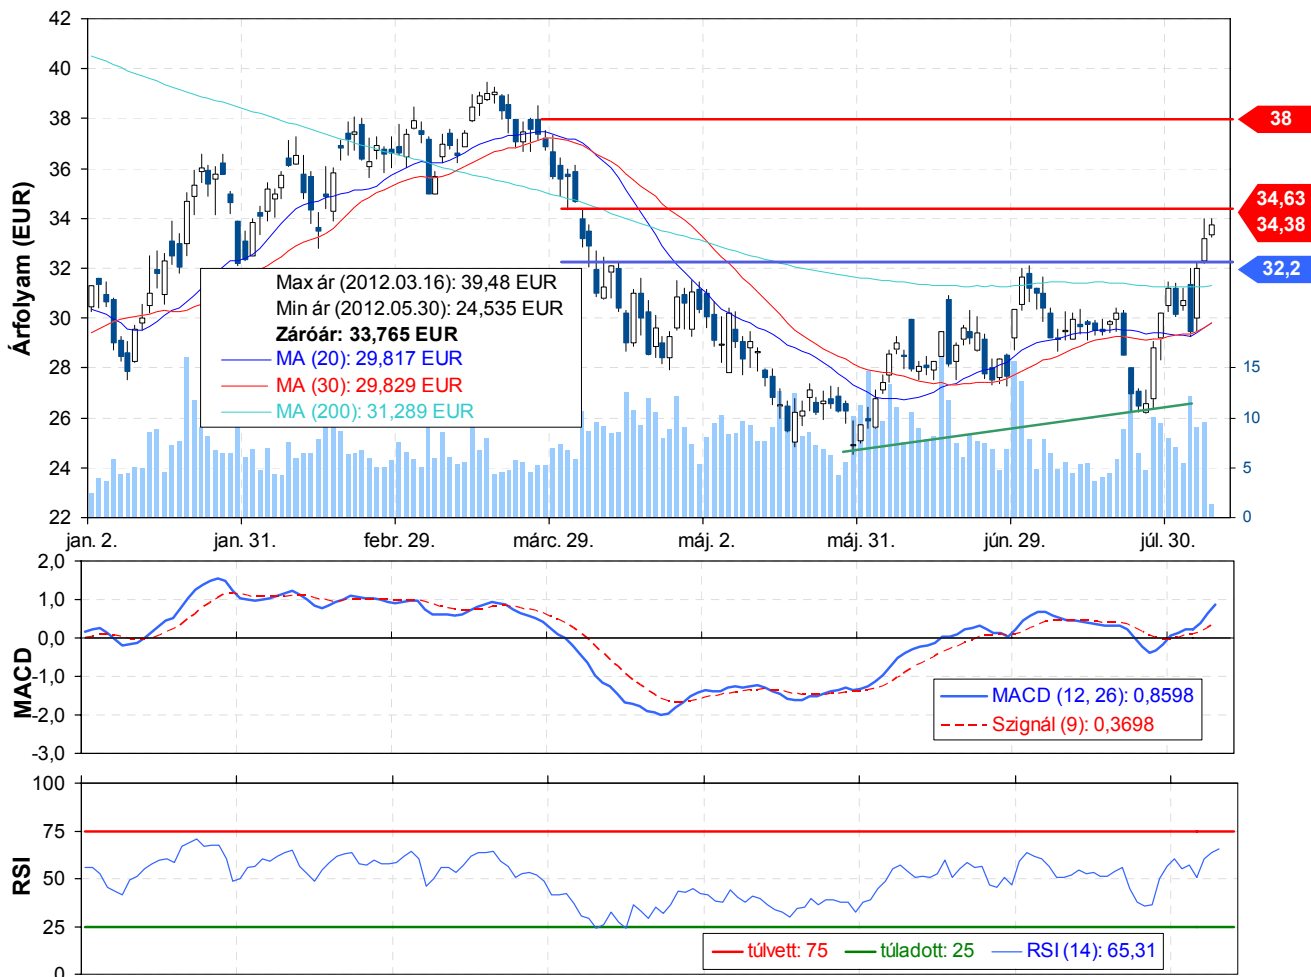 42
40
38
36
34
32
30
28
26
24
22
Árfolyam (EUR)
38
34,63
34,38
32,2
15
10
5
0
Max ár (2012.03.16): 39,48 EUR
Min ár (2012.05.30): 24,535 EUR
Záróár: 33,765 EUR
MA (20): 29,817 EUR
MA (30): 29,829 EUR
MA (200): 31,289 EUR
jan. 2.
jan. 31.
febr. 29.
márc. 29.
máj. 2.
máj. 31.
jún. 29.
júl. 30.
2,0
1,0
0,0
-1,0
-2,0
-3,0
MACD
MACD (12, 26): 0,8598
Szignál (9): 0,3698
100
75
50
25
0
RSI
túlvett: 75
túladott: 25
RSI (14): 65,31